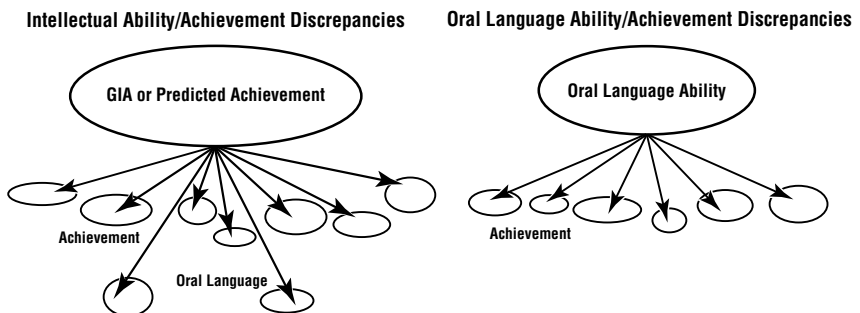 Intellectual Ability/Achievement Discrepancies
GIA or Predicted Achievement
Achievement
Oral Language
Oral Language Ability/Achievement Discrepancies
Oral Language Ability
Achievement